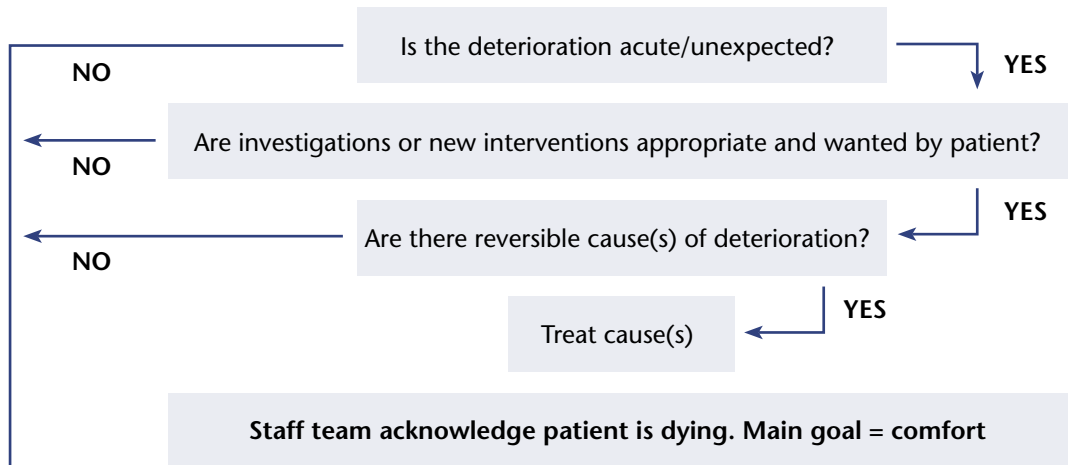 Is the deterioration acute/unexpected?
NO
YES
Are investigations or new interventions appropriate and wanted by patient?
NO
YES
Are there reversible cause(s) of deterioration?
NO
YES
Treat cause(s)
Staff team acknowledge patient is dying. Main goal = comfort